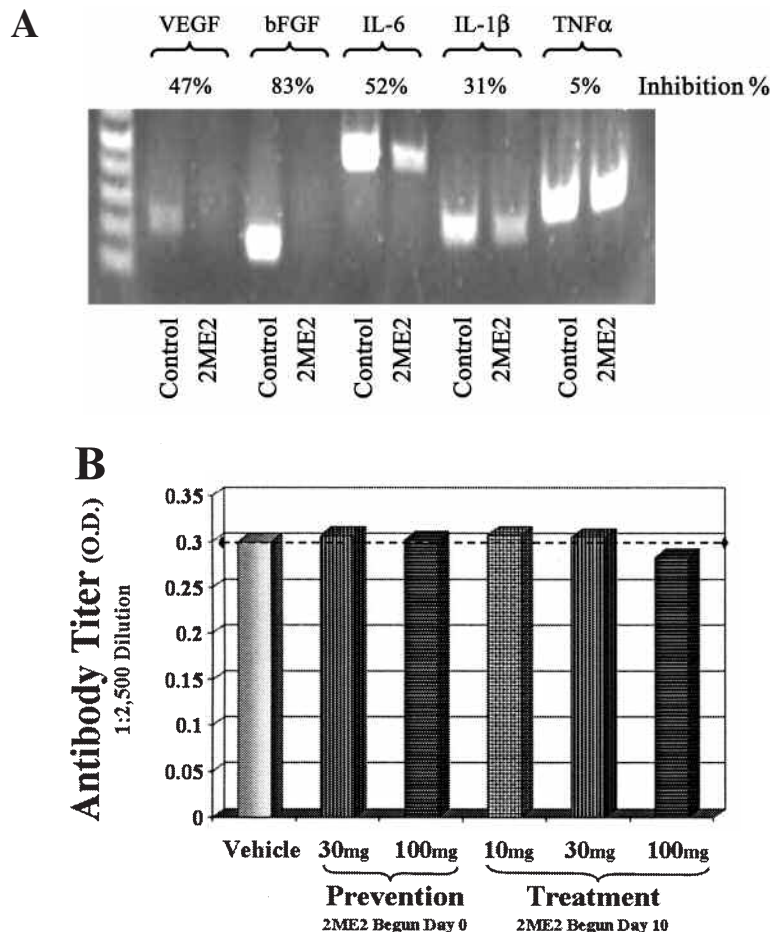 A
VEGF bFGF IL-6 IL-1β TNFα
47% 83% 52% 31% 5% Inhibition %
Control 2ME2 Control 2ME2 Control 2ME2 Control 2ME2 Control 2ME2
B
Antibody Titer (O.D.)
1:2,500 Dilution
0.35
0.3
0.25
0.2
0.15
0.1
0.05
0
Vehicle 30mg 100mg 10mg 30mg 100mg
Prevention Treatment
2ME2 Begun Day 0 2ME2 Begun Day 10